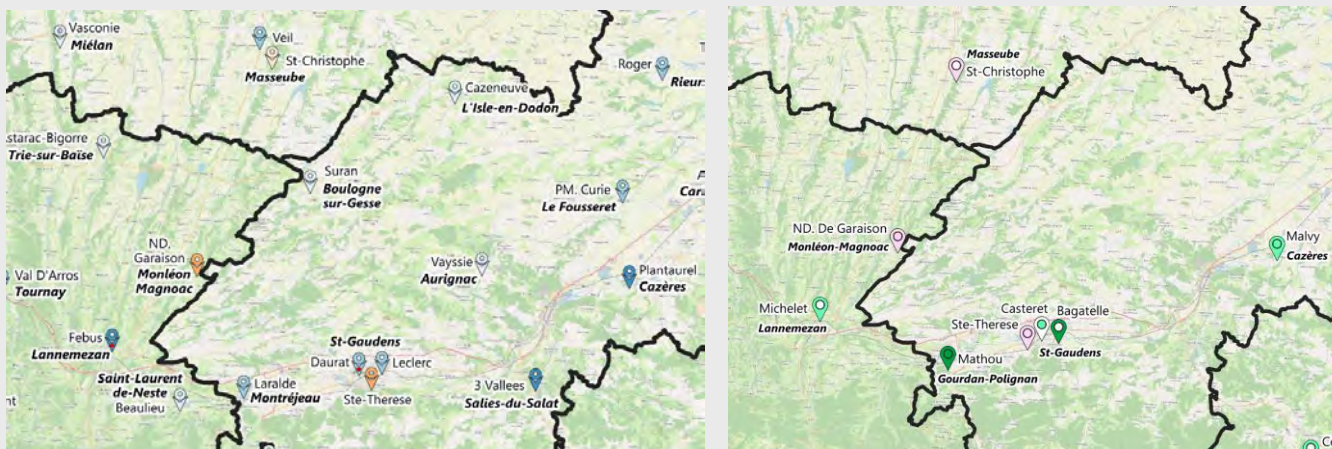 Vasconie
Miélan
Veil
St-Christophe
Masseube
Roger
Rieur-
Cazeneuve
L'Isle-en-Dodon
Astarac-Bigorre
Trie-sur-Baïse
Suran
Boulogne
sur-Gesse
PM. Curie
Le Fousseret
Car
ND.
Garaison
Monléon
Magnoac
Val D'Arros
Tournay
Vayssie
Aurignac
Plantaurel
Cazères
Febus
Lannemezan
St-Gaudens
Daurat
Leclerc
Ste-Therese
Saint-Laurent
de-Neste
Beaulieu
Laralde
Montréjeau
3 Vallees
Salies-du-Salat
nt
Masseube
St-Christophe
ND. De Garaison
Monléon-Magnoac
Malvy
Cazères
Michelet
Lannemezan
Casteret
Bagatelle
Ste-Therese
St-Gaudens
Mathou
Gourdan-Polignan